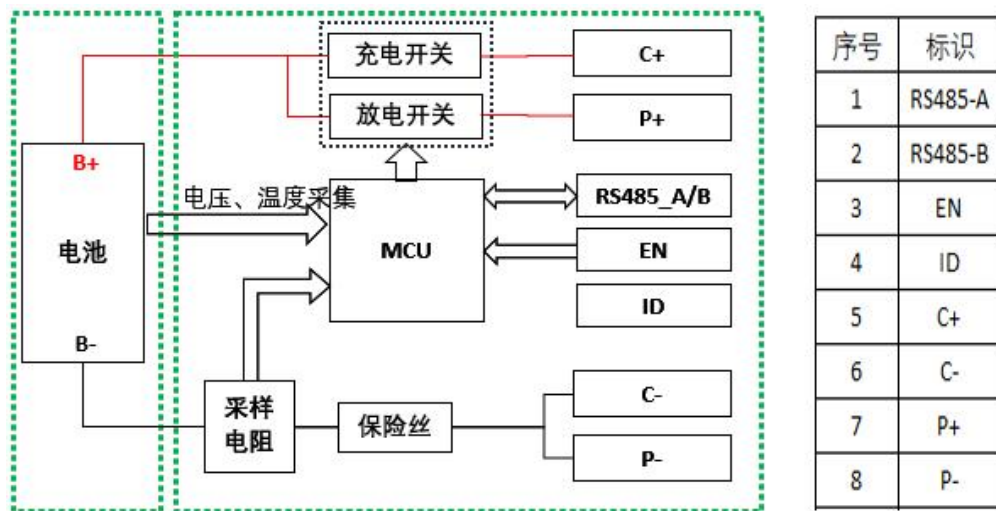 充电开关
C+
放电开关
P+
B+
电压、温度采集
RS485_A/B
MCU
EN
电池
ID
B-
采样
电阻
保险丝
C-
P-
序号 标识
1 RS485-A
2 RS485-B
3 EN
4 ID
5 C+
6 C-
7 P+
8 P-